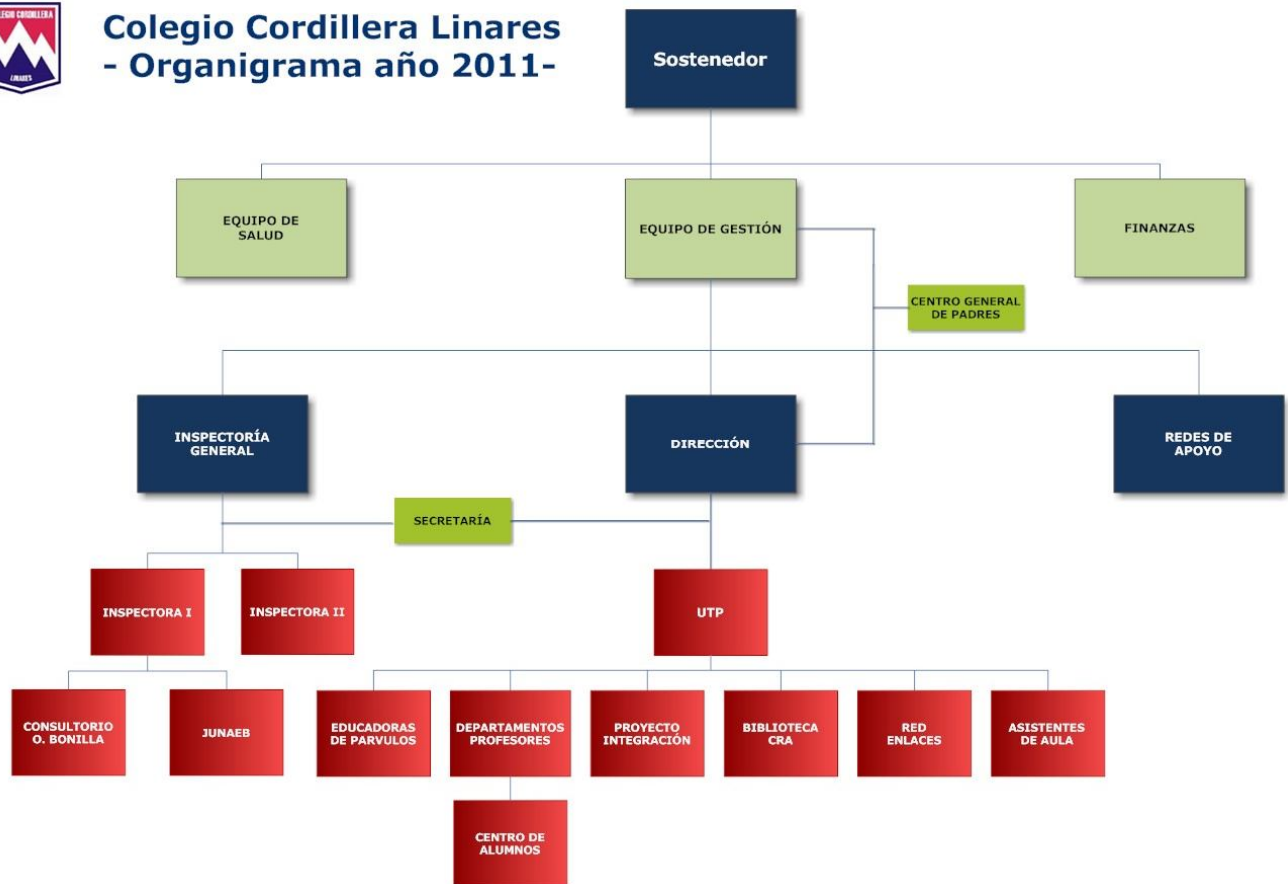 COLEGIO CORDILLERA
LINARES
Colegio Cordillera Linares
- Organigrama año 2011-
Sostenedor
EQUIPO DE
SALUD
EQUIPO DE GESTIÓN
FINANZAS
CENTRO GENERAL
DE PADRES
INSPECTORÍA
GENERAL
DIRECCIÓN
REDES DE
APOYO
SECRETARÍA
INSPECTORA I
INSPECTORA II
UTP
CONSULTORIO
O. BONILLA
JUNAEB
EDUCADORAS
DE PARVULOS
DEPARTAMENTOS
PROFESORES
PROYECTO
INTEGRACIÓN
BIBLIOTECA
CRA
RED
ENLACES
ASISTENTES
DE AULA
CENTRO DE
ALUMNOS